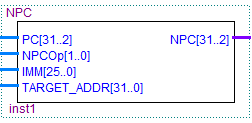 NPC
PC[31..2] NPC[31..2]
NPCOp[1..0]
IMM[25..0]
TARGET_ADDR[31..0]
inst1